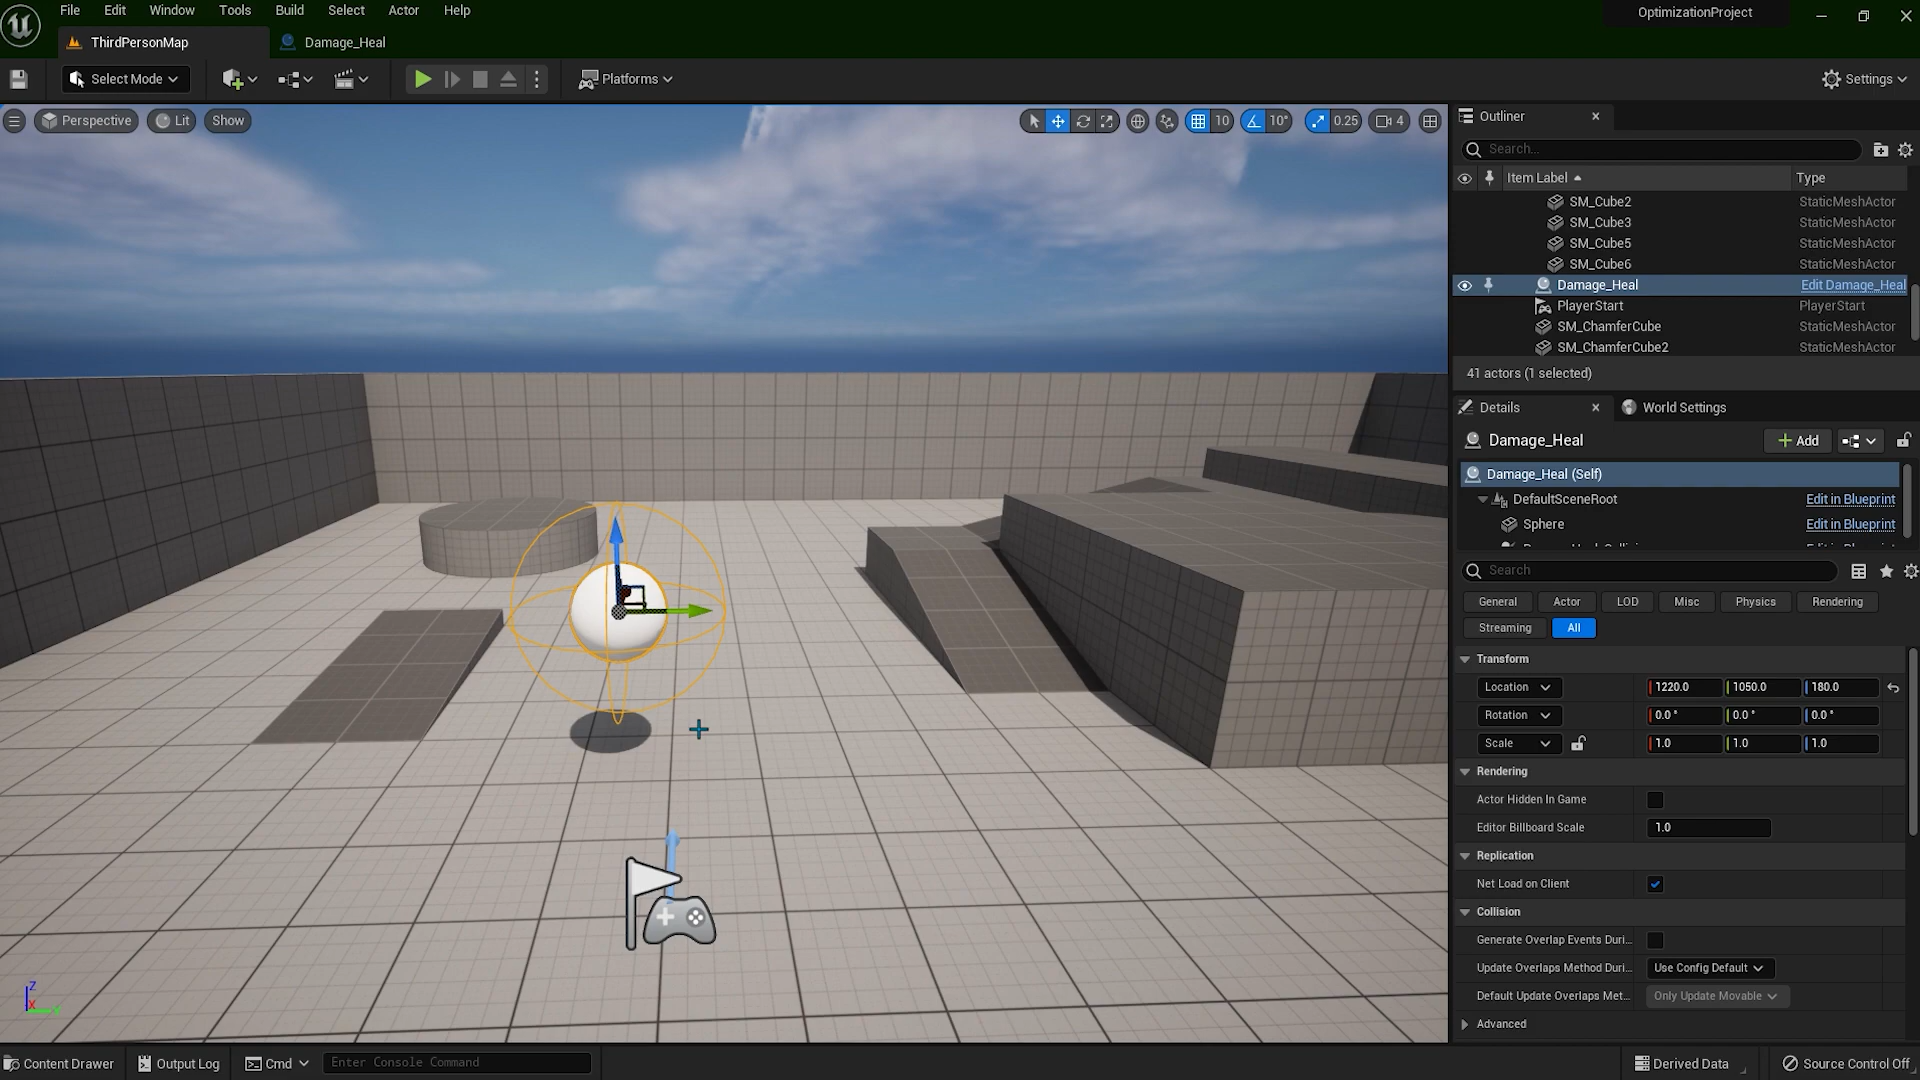 File Edit Window Tools Build Select Actor Help
OptimizationProject
ThirdPersonMap
Damage_Heal
Select Mode
Platforms
Settings
Perspective
Lit
Show
10
10°
0.25
4
Outliner
Search...
Item Label
Type
SM_Cube2 StaticMeshActor
SM_Cube3 StaticMeshActor
SM_Cube5 StaticMeshActor
SM_Cube6 StaticMeshActor
Damage_Heal Edit Damage_Heal
PlayerStart PlayerStart
SM_ChamferCube StaticMeshActor
SM_ChamferCube2 StaticMeshActor
41 actors (1 selected)
Details
World Settings
Damage_Heal
Add
Damage_Heal (Self)
DefaultSceneRoot Edit in Blueprint
Sphere Edit in Blueprint
Search
General Actor LOD Misc Physics Rendering
Streaming All
Transform
Location 1220.0 1050.0 180.0
Rotation 0.0 ° 0.0 ° 0.0 °
Scale 1.0 1.0 1.0
Rendering
Actor Hidden In Game
Editor Billboard Scale 1.0
Replication
Net Load on Client
Collision
Generate Overlap Events Duri...
Update Overlaps Method Duri... Use Config Default
Default Update Overlaps Met... Only Update Movable
Advanced
Z
X
Y
Content Drawer
Output Log
Cmd
Enter Console Command
Derived Data
Source Control Off